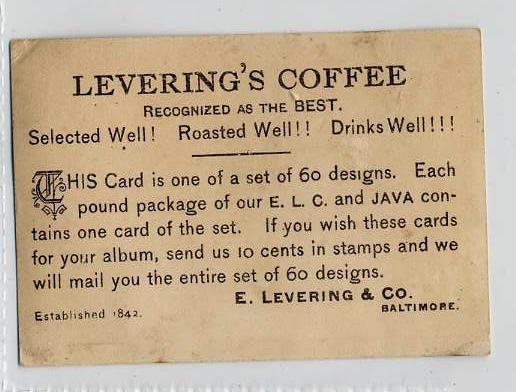 LEVERING'S COFFEE
RECOGNIZED AS THE BEST.
Selected Well! Roasted Well!! Drinks Well!!!
THIS Card is one of a set of 60 designs. Each
pound package of our E. L. C. and JAVA con-
tains one card of the set. If you wish these cards
for your album, send us 10 cents in stamps and we
will mail you the entire set of 60 designs.
E. LEVERING & CO.
BALTIMORE.
Established 1842.